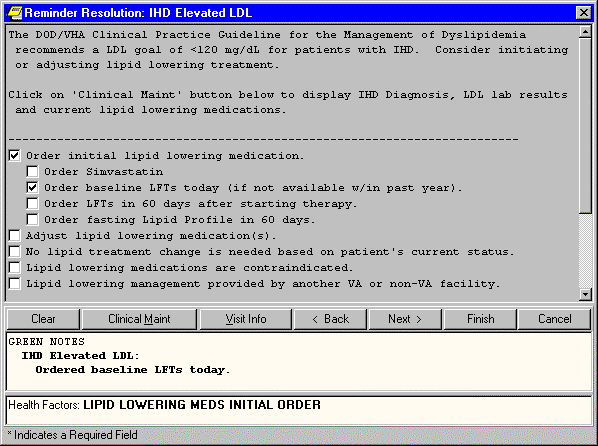 Reminder Resolution: IHD Elevated LDL
The DOD/VHA Clinical Practice Guideline for the Management of Dyslipidemia
recommends a LDL goal of <120 mg/dL for patients with IHD. Consider initiating
or adjusting lipid lowering treatment.
Click on 'Clinical Maint' button below to display IHD Diagnosis, LDL lab results
and current lipid lowering medications.
--------------------------------------------------------------------------
Order initial lipid lowering medication.
Order Simvastatin
Order baseline LFTs today (if not available w/in past year).
Order LFTs in 60 days after starting therapy.
Order fasting Lipid Profile in 60 days.
Adjust lipid lowering medication(s).
No lipid treatment change is needed based on patient's current status.
Lipid lowering medications are contraindicated.
Lipid lowering management provided by another VA or non-VA facility.
Clear Clinical Maint Visit Info < Back Next > Finish Cancel
GREEN NOTES
IHD Elevated LDL:
Ordered baseline LFTs today.
Health Factors: LIPID LOWERING MEDS INITIAL ORDER
* Indicates a Required Field